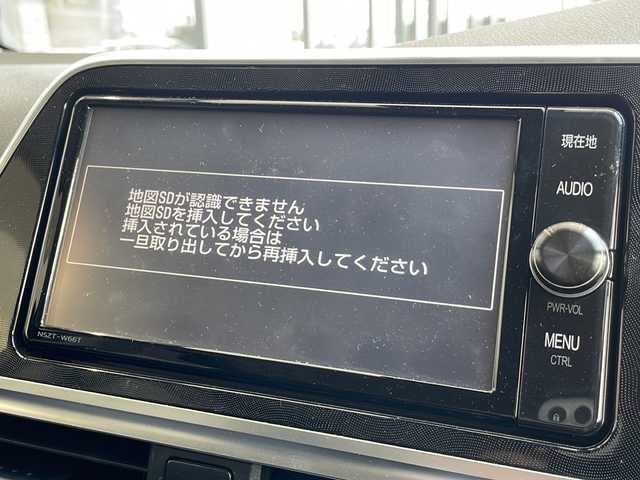 地図SDが認識できません
地図SDを挿入してください
挿入されている場合は
一旦取り出してから再挿入してください
NSZT-W66T
現在地
AUDIO
PWR-VOL
MENU
CTRL